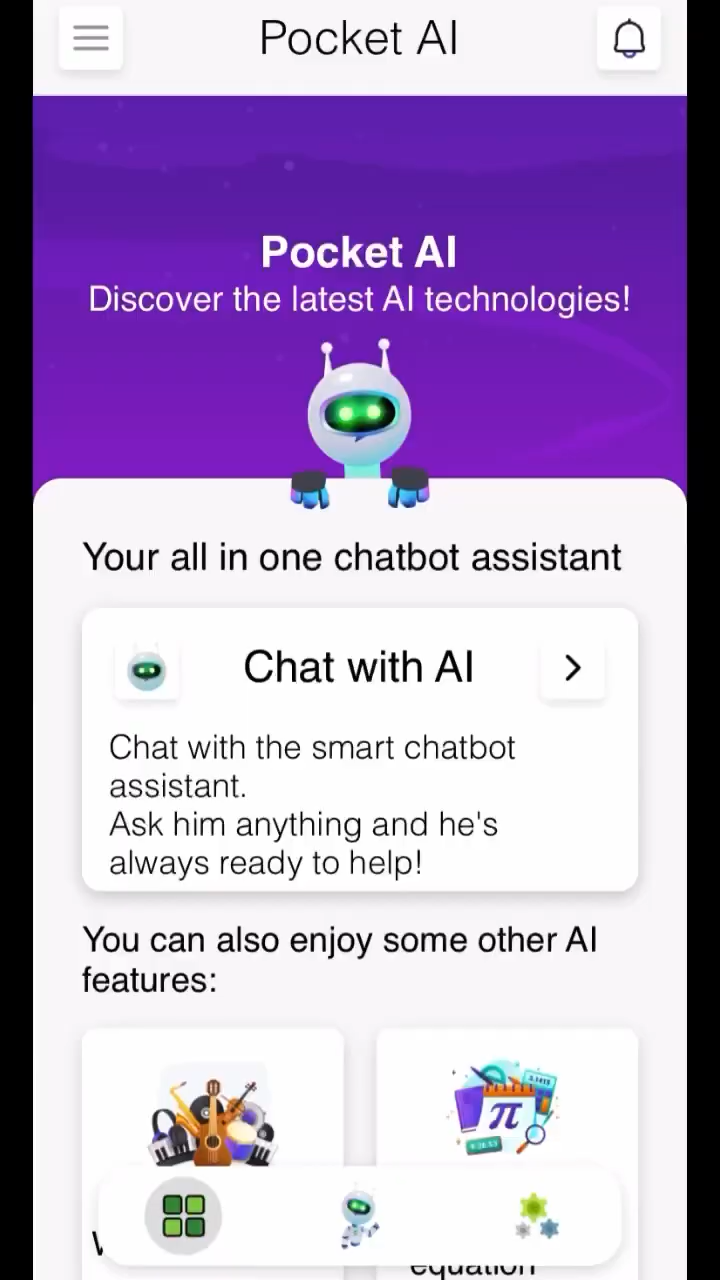 Pocket AI
Pocket AI
Discover the latest AI technologies!
Your all in one chatbot assistant
Chat with AI
Chat with the smart chatbot
assistant.
Ask him anything and he's
always ready to help!
You can also enjoy some other AI
features:
π
equation